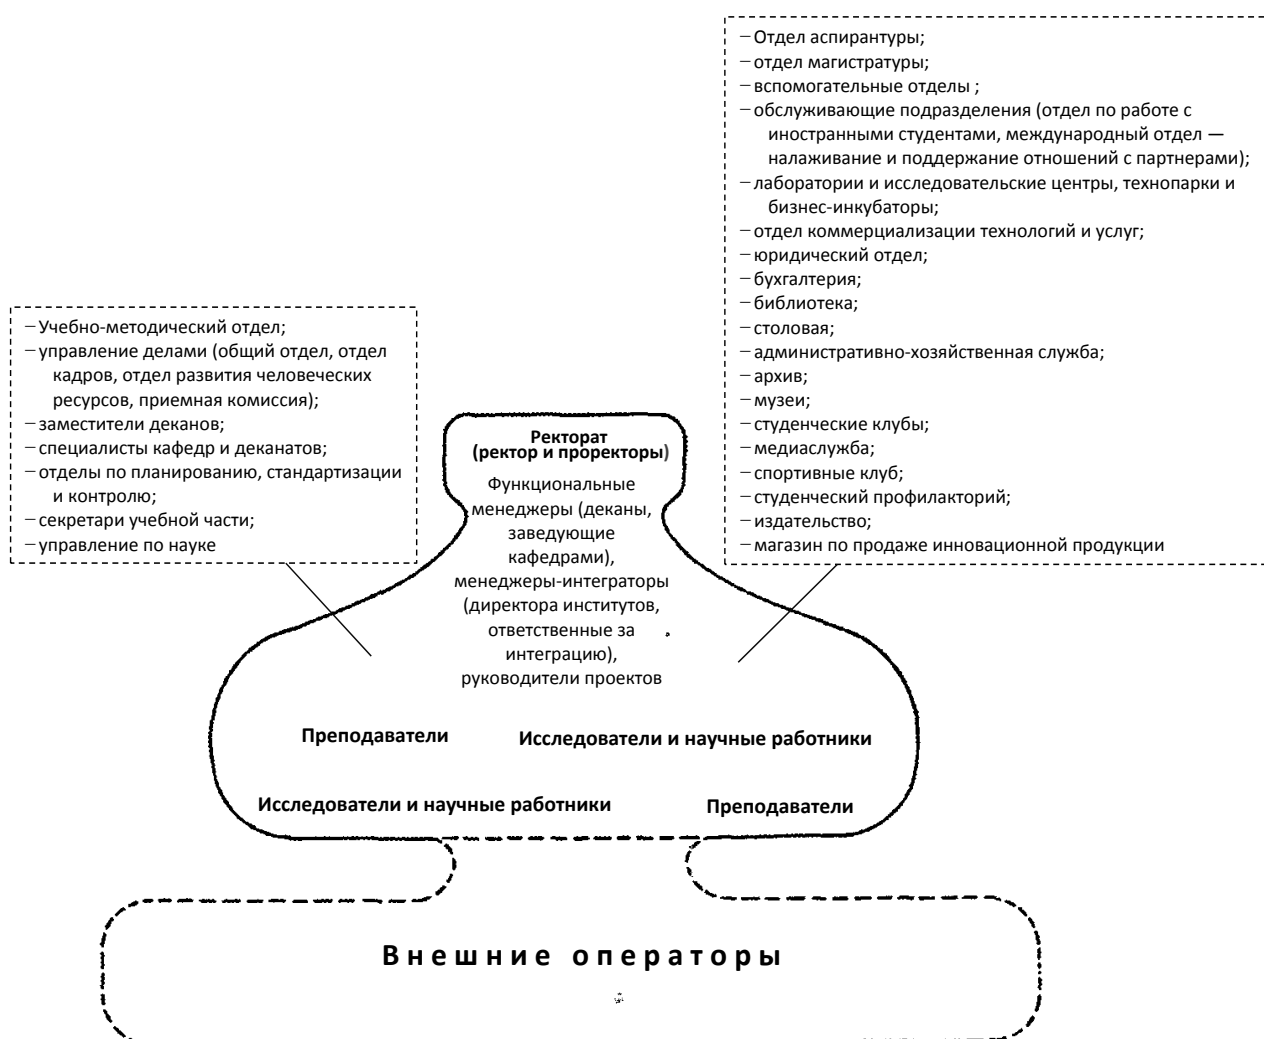 – Отдел аспирантуры;
– отдел магистратуры;
– вспомогательные отделы ;
– обслуживающие подразделения (отдел по работе с
иностранными студентами, международный отдел —
налаживание и поддержание отношений с партнерами);
– лаборатории и исследовательские центры, технопарки и
бизнес-инкубаторы;
– отдел коммерциализации технологий и услуг;
– юридический отдел;
– бухгалтерия;
– библиотека;
– столовая;
– административно-хозяйственная служба;
– архив;
– музеи;
– студенческие клубы;
– медиаслужба;
– спортивные клуб;
– студенческий профилакторий;
– издательство;
– магазин по продаже инновационной продукции
– Учебно-методический отдел;
– управление делами (общий отдел, отдел
кадров, отдел развития человеческих
ресурсов, приемная комиссия);
– заместители деканов;
– специалисты кафедр и деканатов;
– отделы по планированию, стандартизации
и контролю;
– секретари учебной части;
– управление по науке
Ректорат
(ректор и проректоры)
Функциональные
менеджеры (деканы,
заведующие
кафедрами),
менеджеры-интеграторы
(директора институтов,
ответственные за
интеграцию),
руководители проектов
Преподаватели Исследователи и научные работники
Исследователи и научные работники Преподаватели
Внешние операторы